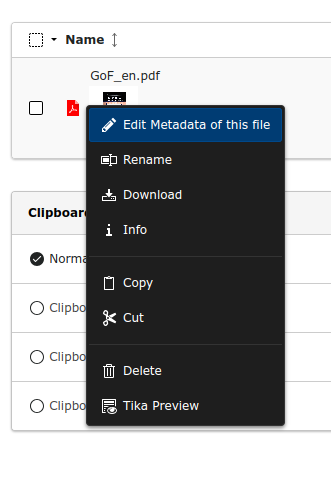 Name
GoF_en.pdf
Edit Metadata of this file
Rename
Download
Clipboard
Info
Norma
Copy
Clipbo
Cut
Clipbo
Delete
Clipbo
Tika Preview